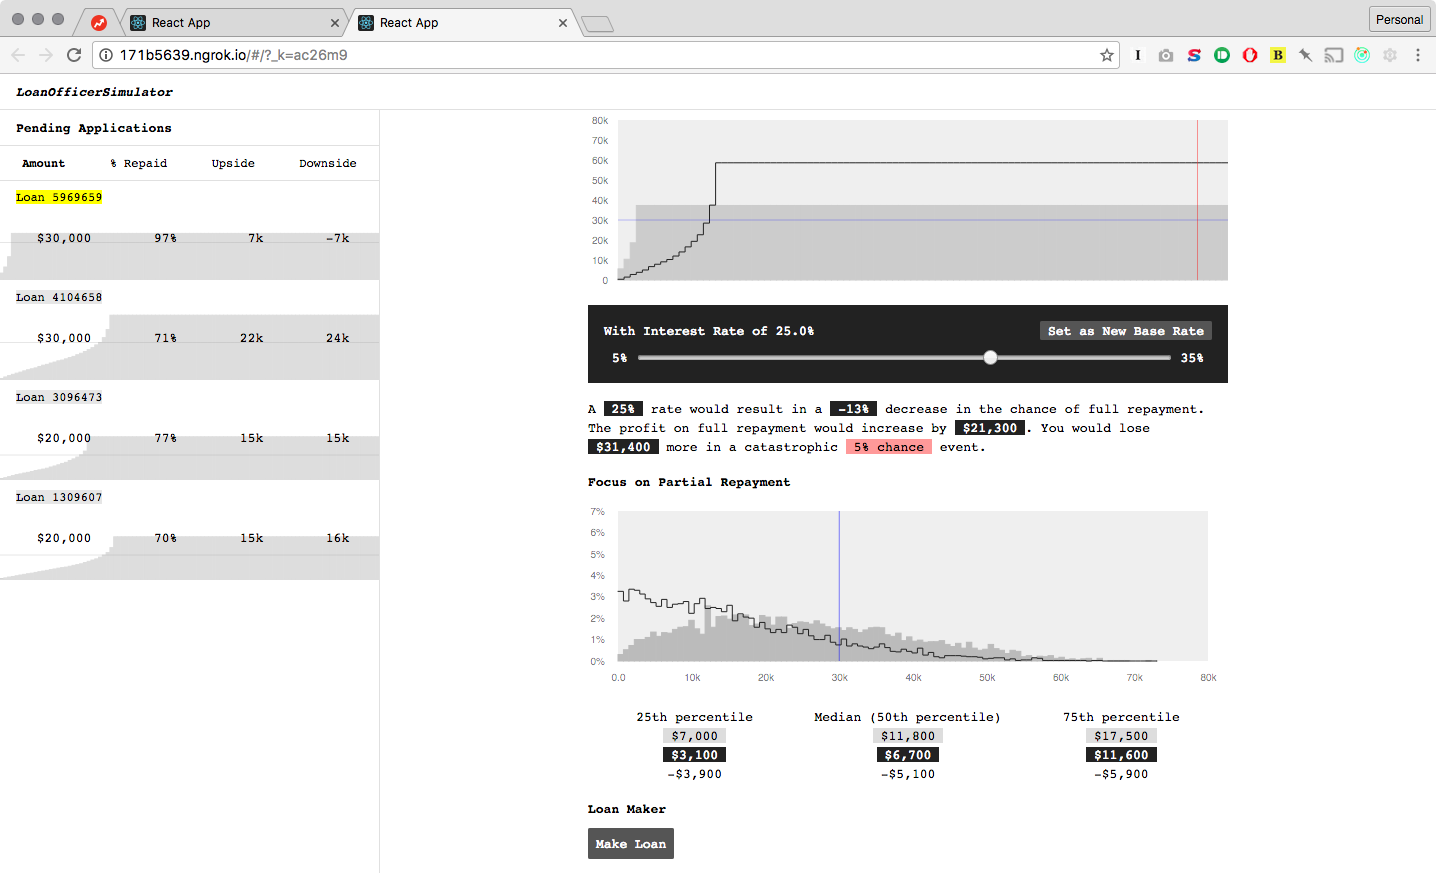 React App
React App
Personal
171b5639.ngrok.io/#/?_k=ac26m9
LoanOfficerSimulator
Pending Applications
Amount % Repaid Upside Downside
Loan 5969659
$30,000 97% 7k -7k
Loan 4104658
$30,000 71% 22k 24k
Loan 3096473
$20,000 77% 15k 15k
Loan 1309607
$20,000 70% 15k 16k
80k
70k
60k
50k
40k
30k
20k
10k
0
With Interest Rate of 25.0% Set as New Base Rate
5% 35%
A 25% rate would result in a -13% decrease in the chance of full repayment.
The profit on full repayment would increase by $21,300. You would lose
$31,400 more in a catastrophic 5% chance event.
Focus on Partial Repayment
7%
6%
5%
4%
3%
2%
1%
0%
0.0 10k 20k 30k 40k 50k 60k 70k 80k
25th percentile Median (50th percentile) 75th percentile
$7,000 $11,800 $17,500
$3,100 $6,700 $11,600
-$3,900 -$5,100 -$5,900
Loan Maker
Make Loan